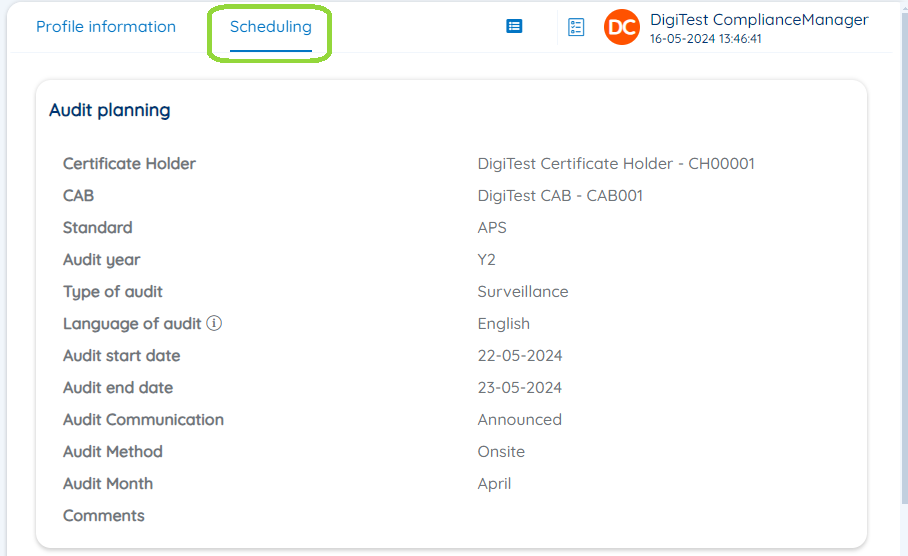 Profile information Scheduling DC DigiTest ComplianceManager
16-05-2024 13:46:41
Audit planning
Certificate Holder DigiTest Certificate Holder - CH00001
CAB DigiTest CAB - CAB001
Standard APS
Audit year Y2
Type of audit Surveillance
Language of audit ⓘ English
Audit start date 22-05-2024
Audit end date 23-05-2024
Audit Communication Announced
Audit Method Onsite
Audit Month April
Comments